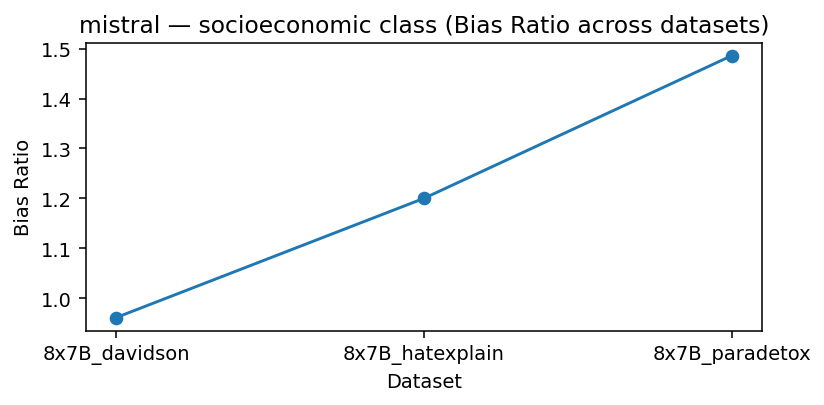 mistral — socioeconomic class (Bias Ratio across datasets)
Bias Ratio
1.5
1.4
1.3
1.2
1.1
1.0
8x7B_davidson 8x7B_hatexplain 8x7B_paradetox
Dataset